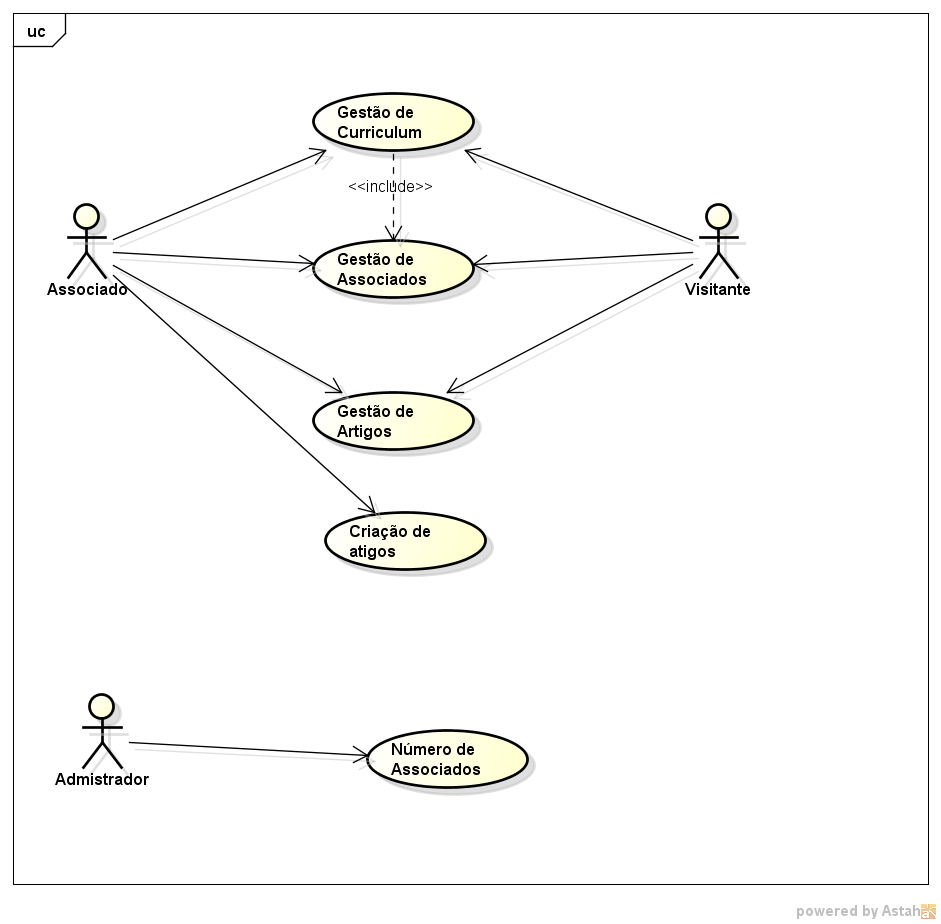 uc
Gestão de
Curriculum
<<include>>
Gestão de
Associados
Associado
Visitante
Gestão de
Artigos
Criação de
atigos
Número de
Associados
Admistrador
powered by Astah